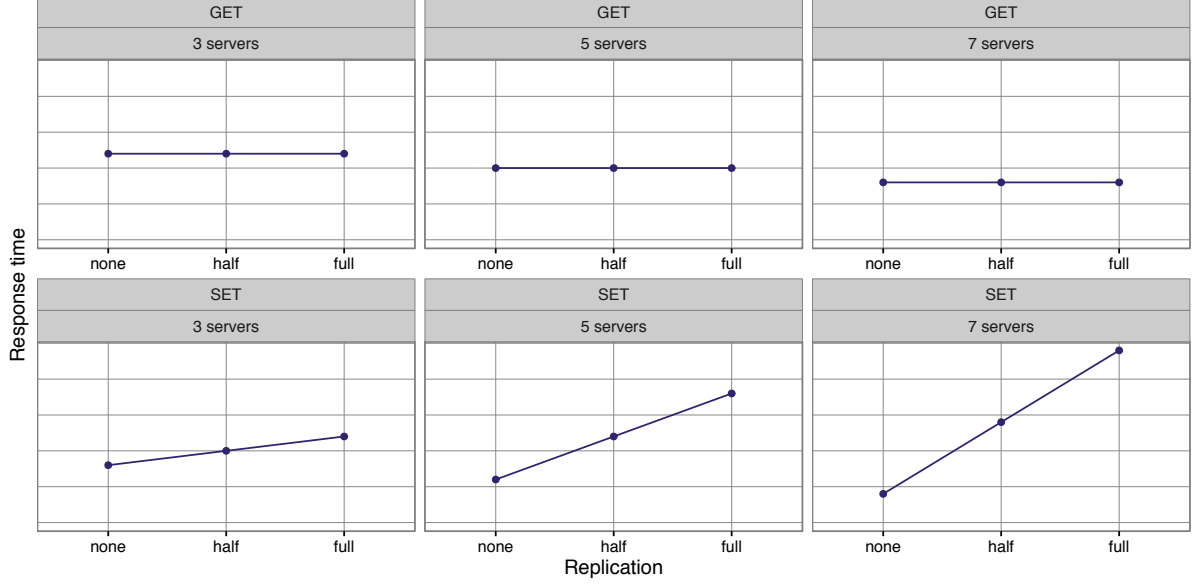 GET GET GET
3 servers 5 servers 7 servers
none half full none half full none half full
Response time
SET SET SET
3 servers 5 servers 7 servers
none half full none half full none half full
Replication